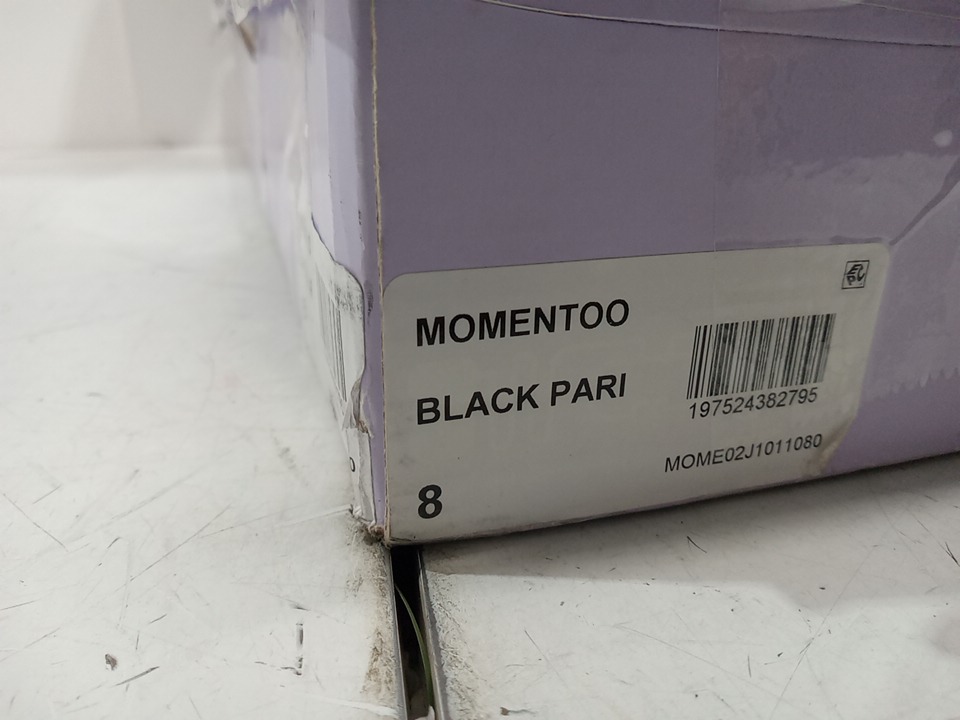 MOMENTOO
BLACK PARI
197524382795
MOME02J1011080
8